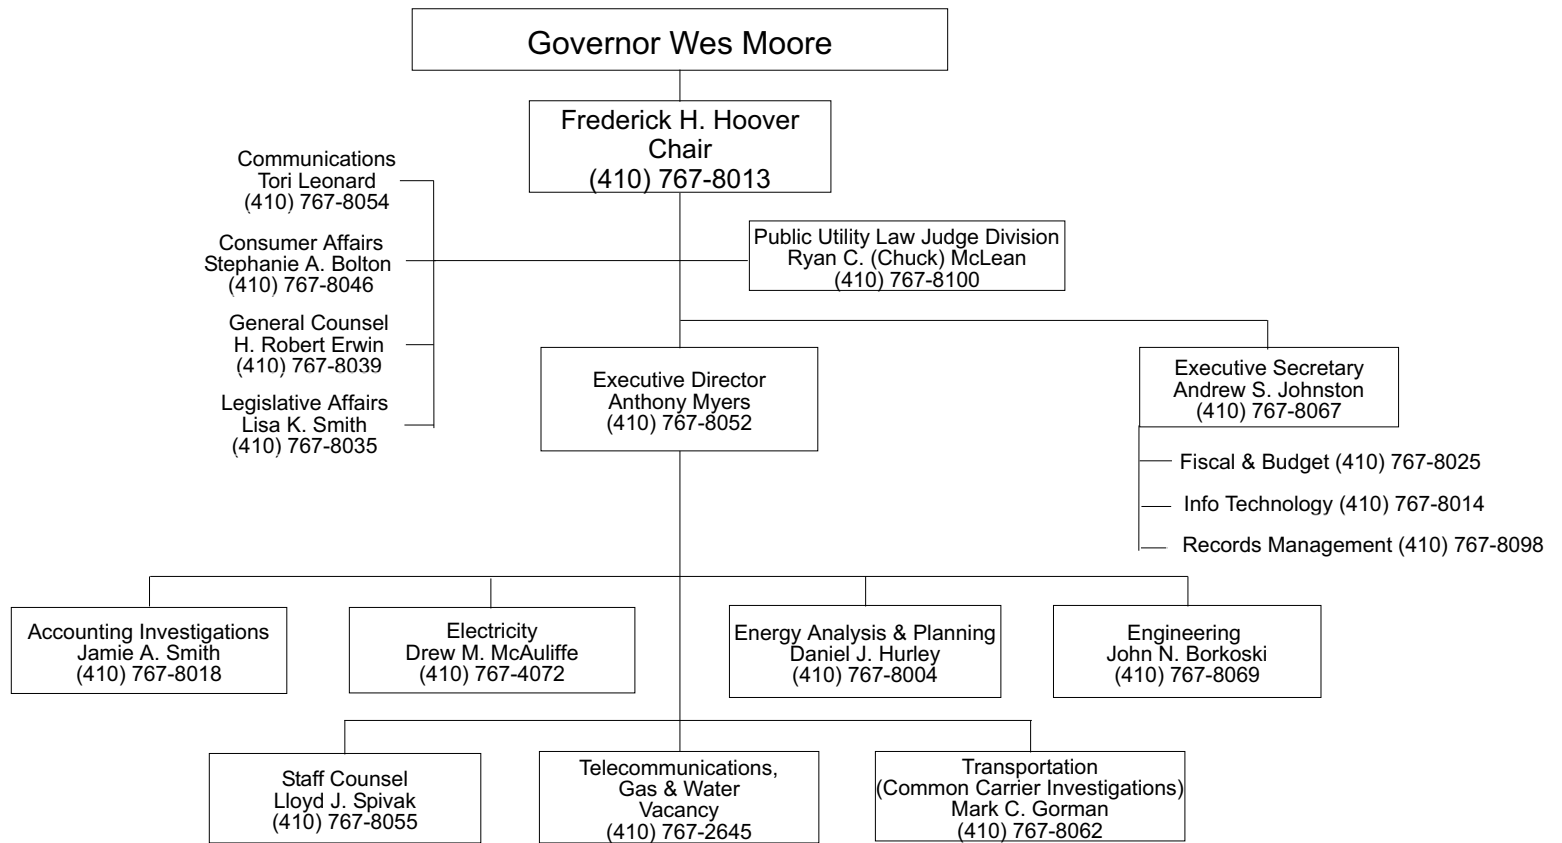 Governor Wes Moore
Frederick H. Hoover
Chair
(410) 767-8013
Communications
Tori Leonard
(410) 767-8054
Consumer Affairs
Stephanie A. Bolton
(410) 767-8046
General Counsel
H. Robert Erwin
(410) 767-8039
Legislative Affairs
Lisa K. Smith
(410) 767-8035
Public Utility Law Judge Division
Ryan C. (Chuck) McLean
(410) 767-8100
Executive Director
Anthony Myers
(410) 767-8052
Executive Secretary
Andrew S. Johnston
(410) 767-8067
Fiscal & Budget (410) 767-8025
Info Technology (410) 767-8014
Records Management (410) 767-8098
Accounting Investigations
Jamie A. Smith
(410) 767-8018
Electricity
Drew M. McAuliffe
(410) 767-4072
Energy Analysis & Planning
Daniel J. Hurley
(410) 767-8004
Engineering
John N. Borkoski
(410) 767-8069
Staff Counsel
Lloyd J. Spivak
(410) 767-8055
Telecommunications,
Gas & Water
Vacancy
(410) 767-2645
Transportation
(Common Carrier Investigations)
Mark C. Gorman
(410) 767-8062